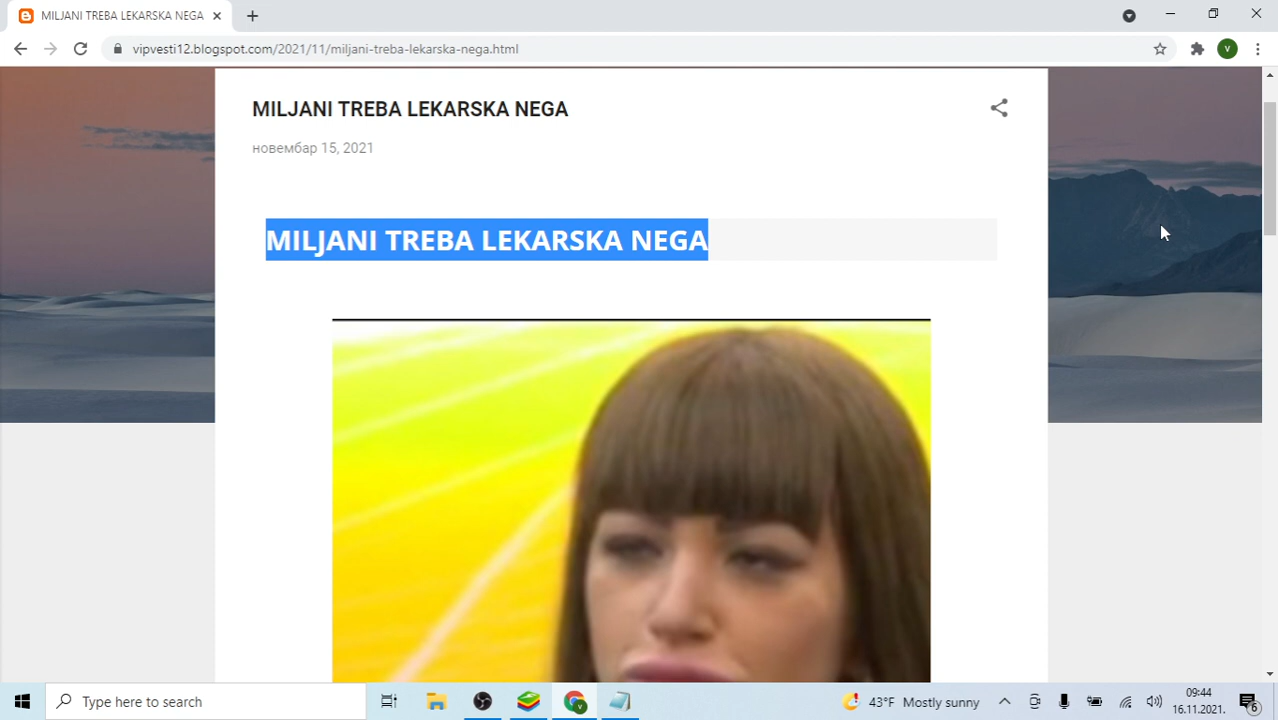 MILJANI TREBA LEKARSKA NEGA
vipvesti12.blogspot.com/2021/11/miljani-treba-lekarska-nega.html
V
MILJANI TREBA LEKARSKA NEGA
новембар 15, 2021
MILJANI TREBA LEKARSKA NEGA
Type here to search
V
43°F Mostly sunny
09:44
16.11.2021.
6